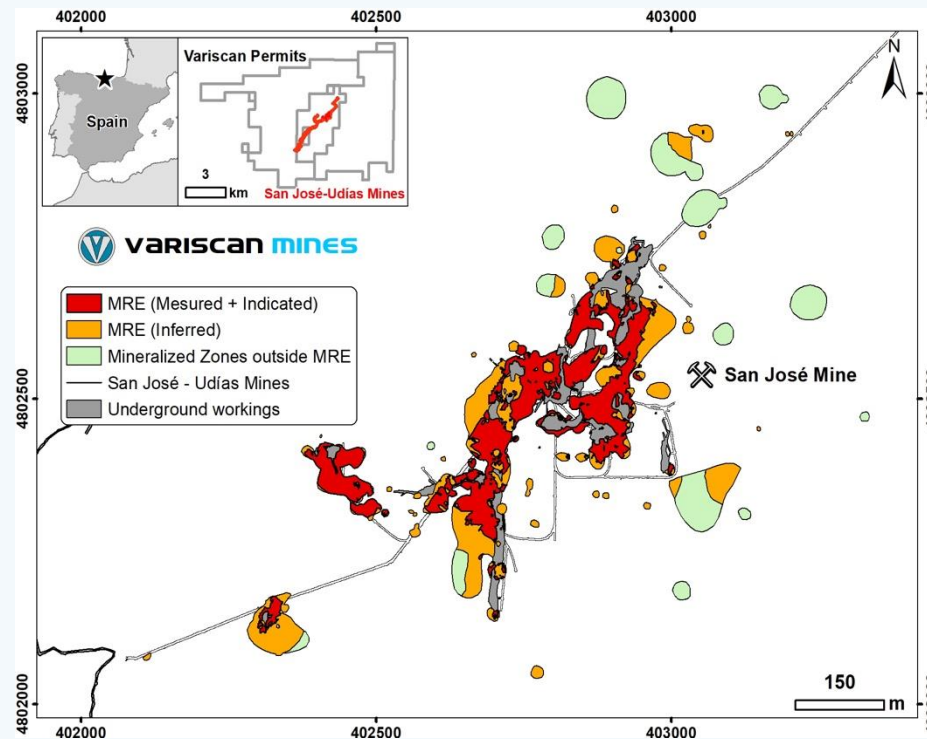 402000
402500
403000
Variscan Permits
Spain
3
km
San José-Udías Mines
N
4803000
VARISCAN MINES
MRE (Mesured + Indicated)
MRE (Inferred)
Mineralized Zones outside MRE
San José - Udías Mines
Underground workings
San José Mine
4802500
4802000
150
m
402000
402500
403000